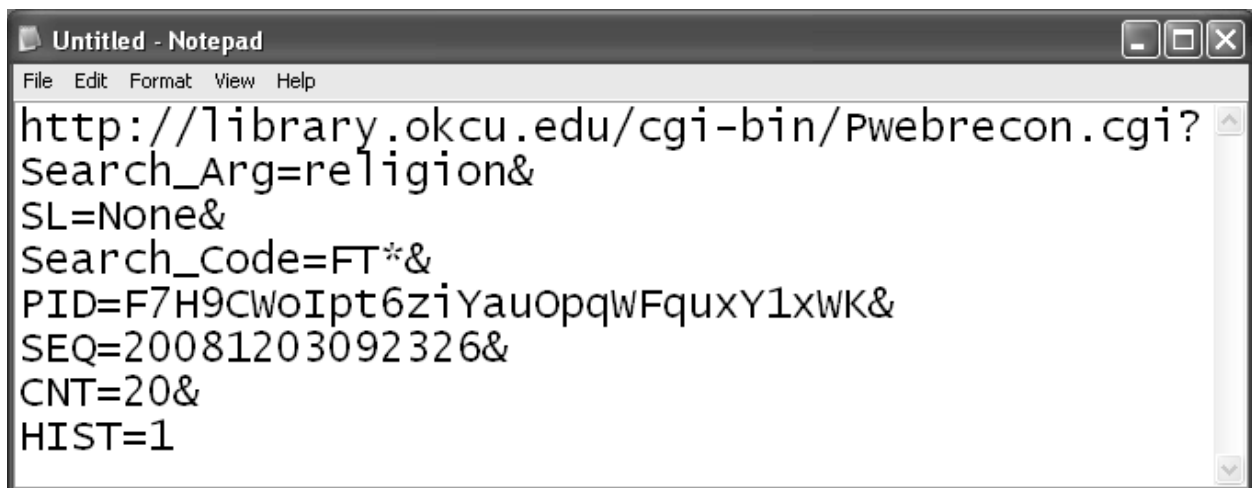 Untitled - Notepad
File Edit Format View Help
http://library.okcu.edu/cgi-bin/Pwebrecon.cgi?
Search_Arg=religion&
SL=None&
Search_Code=FT*&
PID=F7H9CWoIpt6ziYauOpqWFquxY1xWK&
SEQ=20081203092326&
CNT=20&
HIST=1